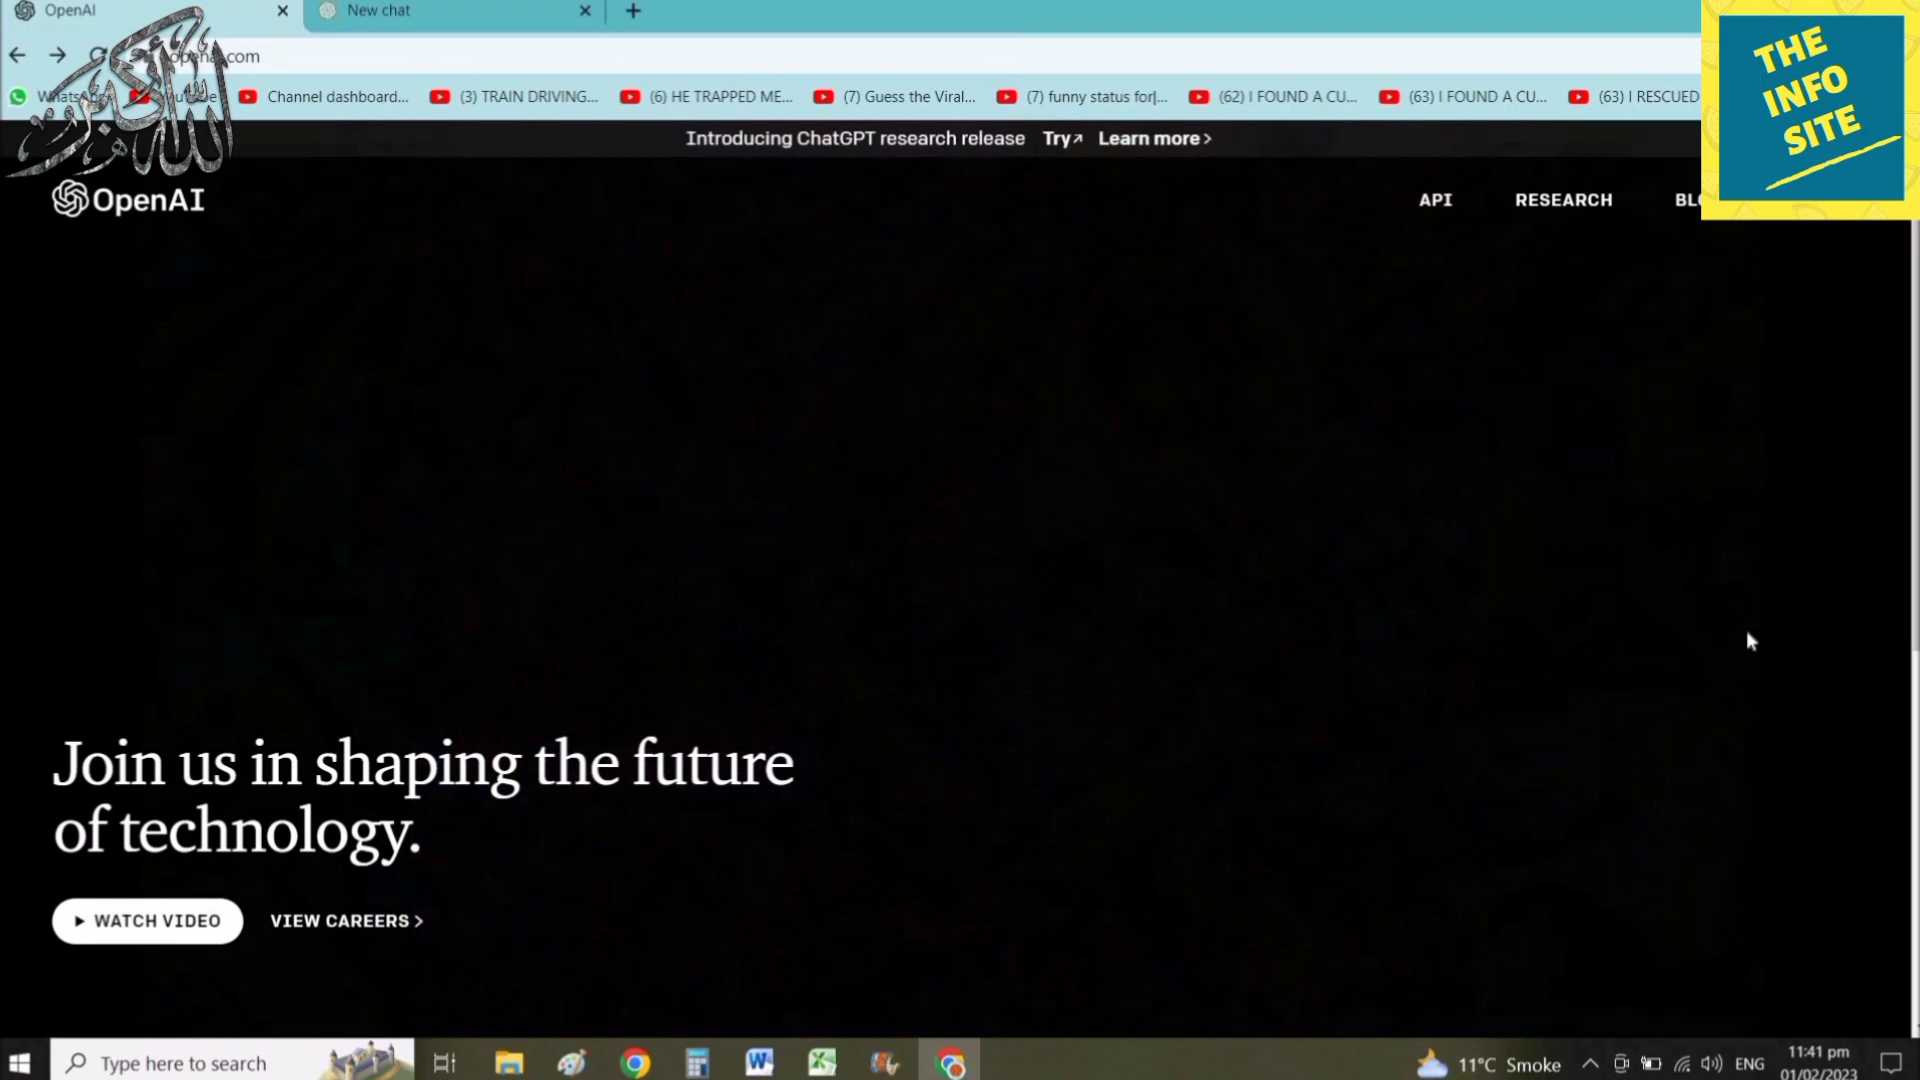 OpenAI
New chat
openai.com
WhatsApp
YouTube
Channel dashboard...
(3) TRAIN DRIVING...
(6) HE TRAPPED ME...
(7) Guess the Viral...
(7) funny status for|...
(62) I FOUND A CU...
(63) I FOUND A CU...
(63) I RESCUED
THE
INFO
SITE
الله أكبر
Introducing ChatGPT research release Try↗ Learn more >
OpenAI
API RESEARCH
Join us in shaping the future
of technology.
WATCH VIDEO VIEW CAREERS >
Type here to search
11°C Smoke
ENG
11:41 pm
01/02/2023